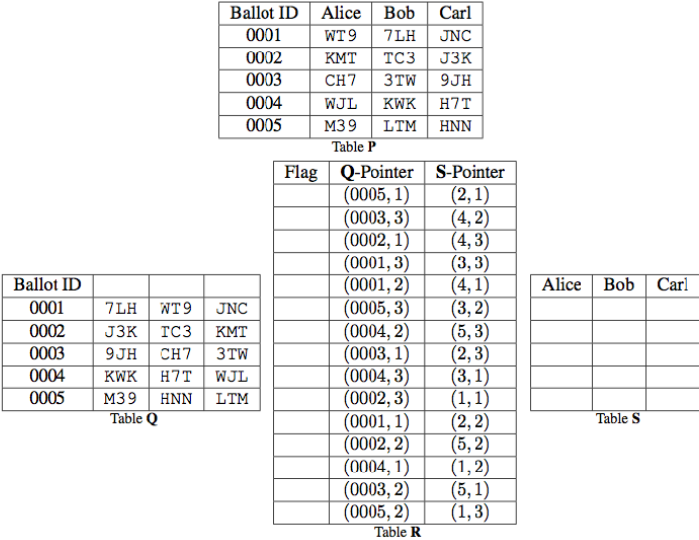 Ballot ID Alice Bob Carl
0001 WT9 7LH JNC
0002 KMT TC3 J3K
0003 CH7 3TW 9JH
0004 WJL KWK H7T
0005 M39 LTM HNN
Table P
Flag Q-Pointer S-Pointer
(0005, 1) (2, 1)
(0003, 3) (4, 2)
(0002, 1) (4, 3)
(0001, 3) (3, 3)
(0001, 2) (4, 1)
(0005, 3) (3, 2)
(0004, 2) (5, 3)
(0003, 1) (2, 3)
(0004, 3) (3, 1)
(0002, 3) (1, 1)
(0001, 1) (2, 2)
(0002, 2) (5, 2)
(0004, 1) (1, 2)
(0003, 2) (5, 1)
(0005, 2) (1, 3)
Table R
Ballot ID
0001 7LH WT9 JNC
0002 J3K TC3 KMT
0003 9JH CH7 3TW
0004 KWK H7T WJL
0005 M39 HNN LTM
Table Q
Alice Bob Carl
Table S